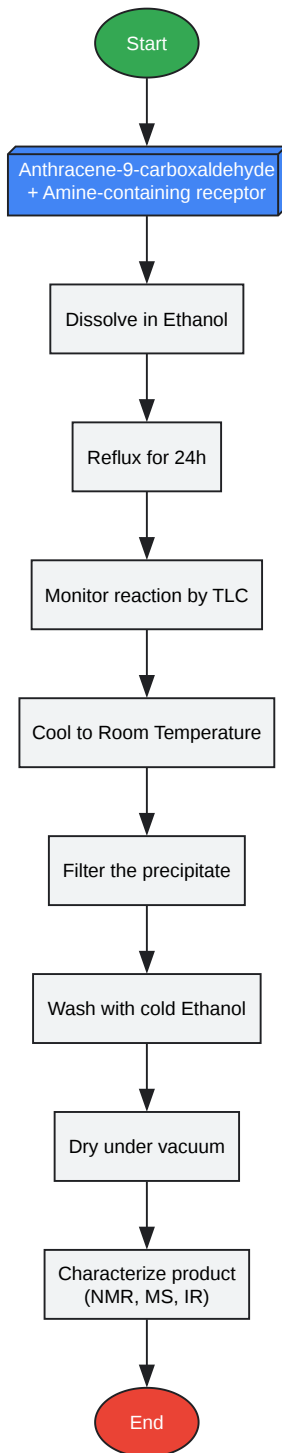 Start
Anthracene-9-carboxaldehyde
+ Amine-containing receptor
Dissolve in Ethanol
Reflux for 24h
Monitor reaction by TLC
Cool to Room Temperature
Filter the precipitate
Wash with cold Ethanol
Dry under vacuum
Characterize product
(NMR, MS, IR)
End